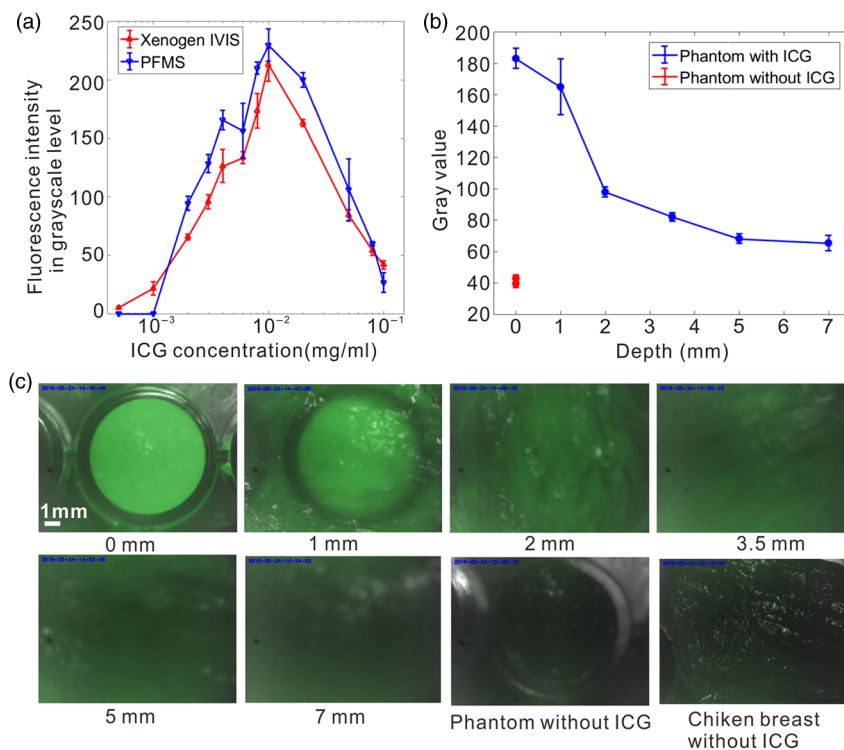 (a)
Xenogen IVIS
PFMS
Fluorescence intensity
in grayscale level
250
200
150
100
50
0
10⁻³
10⁻²
10⁻¹
ICG concentration(mg/ml)
(b)
Phantom with ICG
Phantom without ICG
Gray value
200
180
160
140
120
100
80
60
40
20
0 1 2 3 4 5 6 7
Depth (mm)
(c)
1mm
0 mm
1 mm
2 mm
3.5 mm
5 mm
7 mm
Phantom without ICG
Chiken breast
without ICG